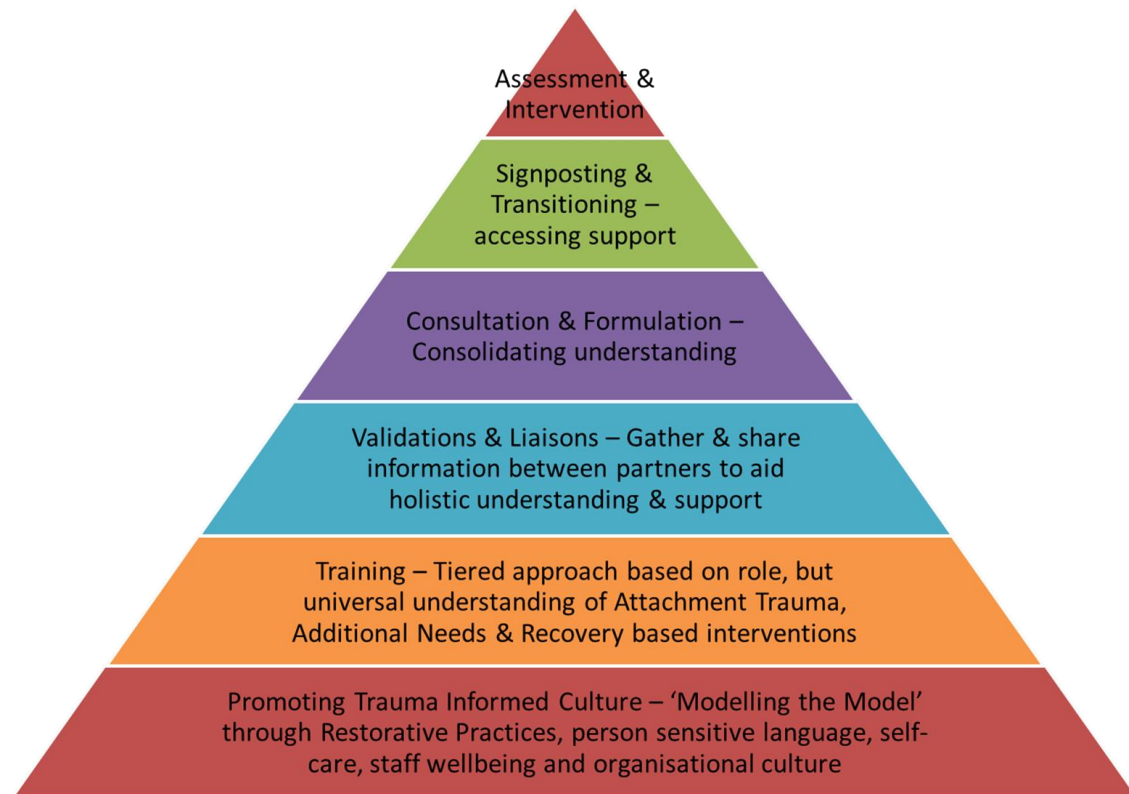 Assessment &
Intervention
Signposting &
Transitioning –
accessing support
Consultation & Formulation –
Consolidating understanding
Validations & Liaisons – Gather & share
information between partners to aid
holistic understanding & support
Training – Tiered approach based on role, but
universal understanding of Attachment Trauma,
Additional Needs & Recovery based interventions
Promoting Trauma Informed Culture – ‘Modelling the Model’
through Restorative Practices, person sensitive language, self-
care, staff wellbeing and organisational culture